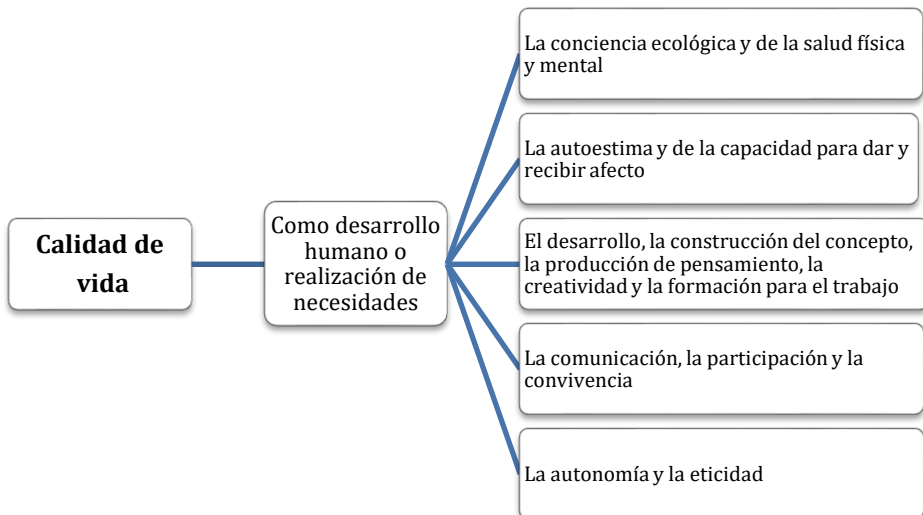 Calidad de
vida
Como desarrollo
humano o
realización de
necesidades
La conciencia ecológica y de la salud física
y mental
La autoestima y de la capacidad para dar y
recibir afecto
El desarrollo, la construcción del concepto,
la producción de pensamiento, la
creatividad y la formación para el trabajo
La comunicación, la participación y la
convivencia
La autonomía y la eticidad